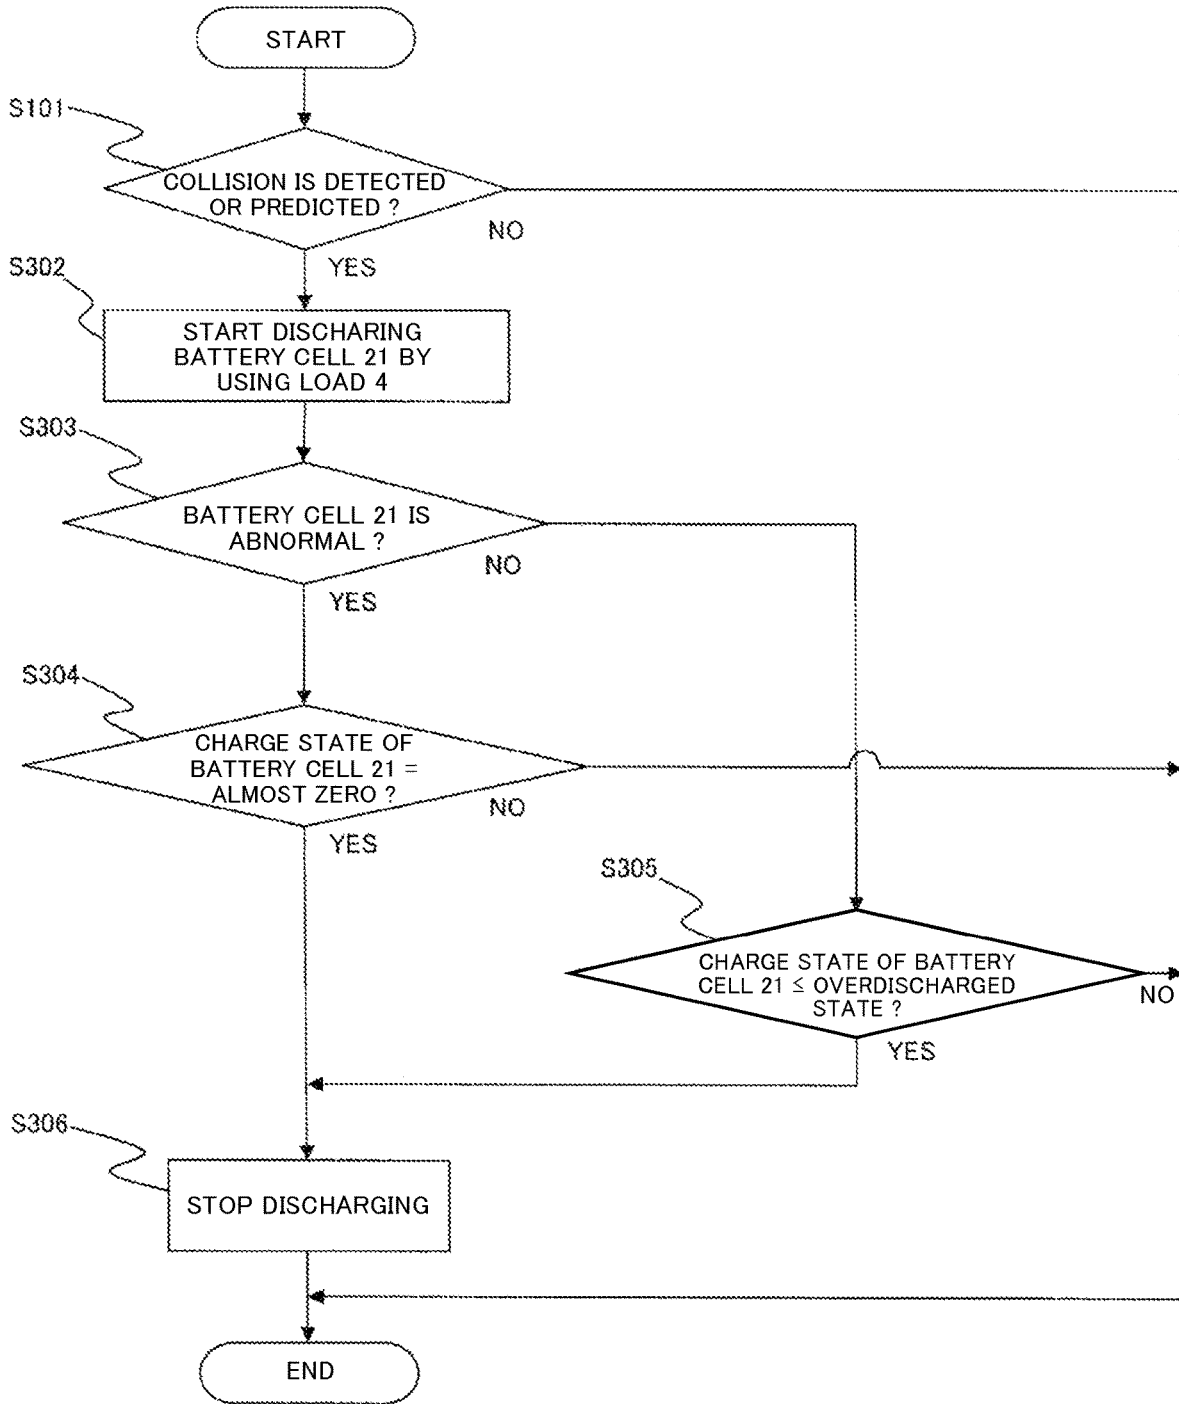 START
S101
COLLISION IS DETECTED
OR PREDICTED ?
NO
YES
S302
START DISCHARING
BATTERY CELL 21 BY
USING LOAD 4
S303
BATTERY CELL 21 IS
ABNORMAL ?
NO
YES
S304
CHARGE STATE OF
BATTERY CELL 21 =
ALMOST ZERO ?
NO
YES
S305
CHARGE STATE OF BATTERY
CELL 21 ≤ OVERDISCHARGED
STATE ?
NO
YES
S306
STOP DISCHARGING
END